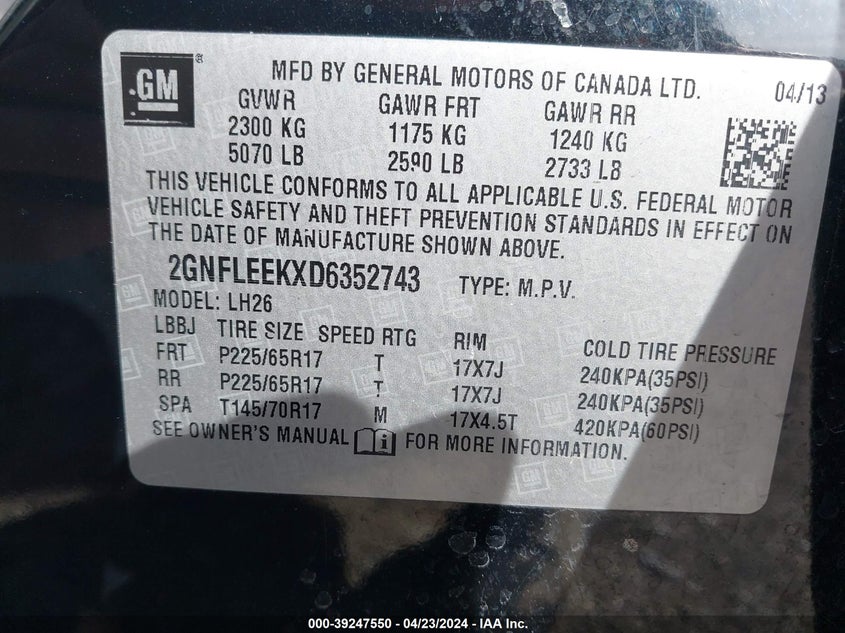 GM ®
MFD BY GENERAL MOTORS OF CANADA LTD. 04/13
GVWR GAWR FRT GAWR RR
2300 KG 1175 KG 1240 KG
5070 LB 2590 LB 2733 LB
THIS VEHICLE CONFORMS TO ALL APPLICABLE U.S. FEDERAL MOTOR
VEHICLE SAFETY AND THEFT PREVENTION STANDARDS IN EFFECT ON
THE DATE OF MANUFACTURE SHOWN ABOVE.
2GNFLEEKXD6352743 TYPE: M.P.V.
MODEL: LH26
LBBJ TIRE SIZE SPEED RTG RIM COLD TIRE PRESSURE
FRT P225/65R17 T 17X7J 240KPA(35PSI)
RR P225/65R17 T 17X7J 240KPA(35PSI)
SPA T145/70R17 M 17X4.5T 420KPA(60PSI)
SEE OWNER'S MANUAL i FOR MORE INFORMATION.
000-39247550 - 04/23/2024 - IAA Inc.